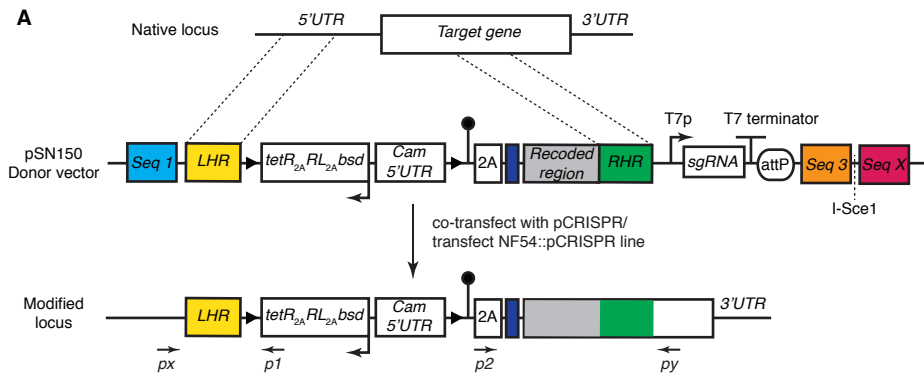 A
Native locus
5'UTR
Target gene
3'UTR
pSN150
Donor vector
Seq 1
LHR
tetR2ARL2Absd
Cam
5'UTR
2A
Recoded
region
RHR
T7p
sgRNA
T7 terminator
attP
Seq 3
Seq X
I-Sce1
co-transfect with pCRISPR/
transfect NF54::pCRISPR line
Modified
locus
LHR
tetR2ARL2Absd
Cam
5'UTR
2A
3'UTR
px
p1
p2
py